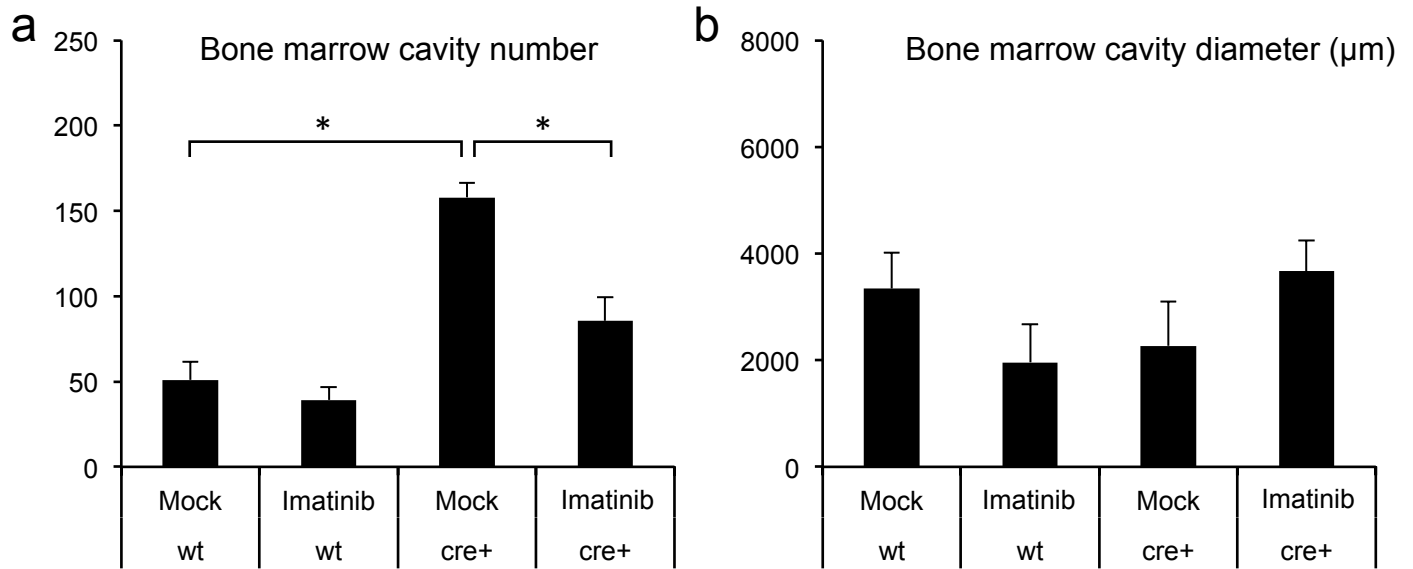 a
Bone marrow cavity number
250
200
150
100
50
0
*
*
Mock Imatinib Mock Imatinib
wt wt cre+ cre+
b
Bone marrow cavity diameter (µm)
8000
6000
4000
2000
0
Mock Imatinib Mock Imatinib
wt wt cre+ cre+